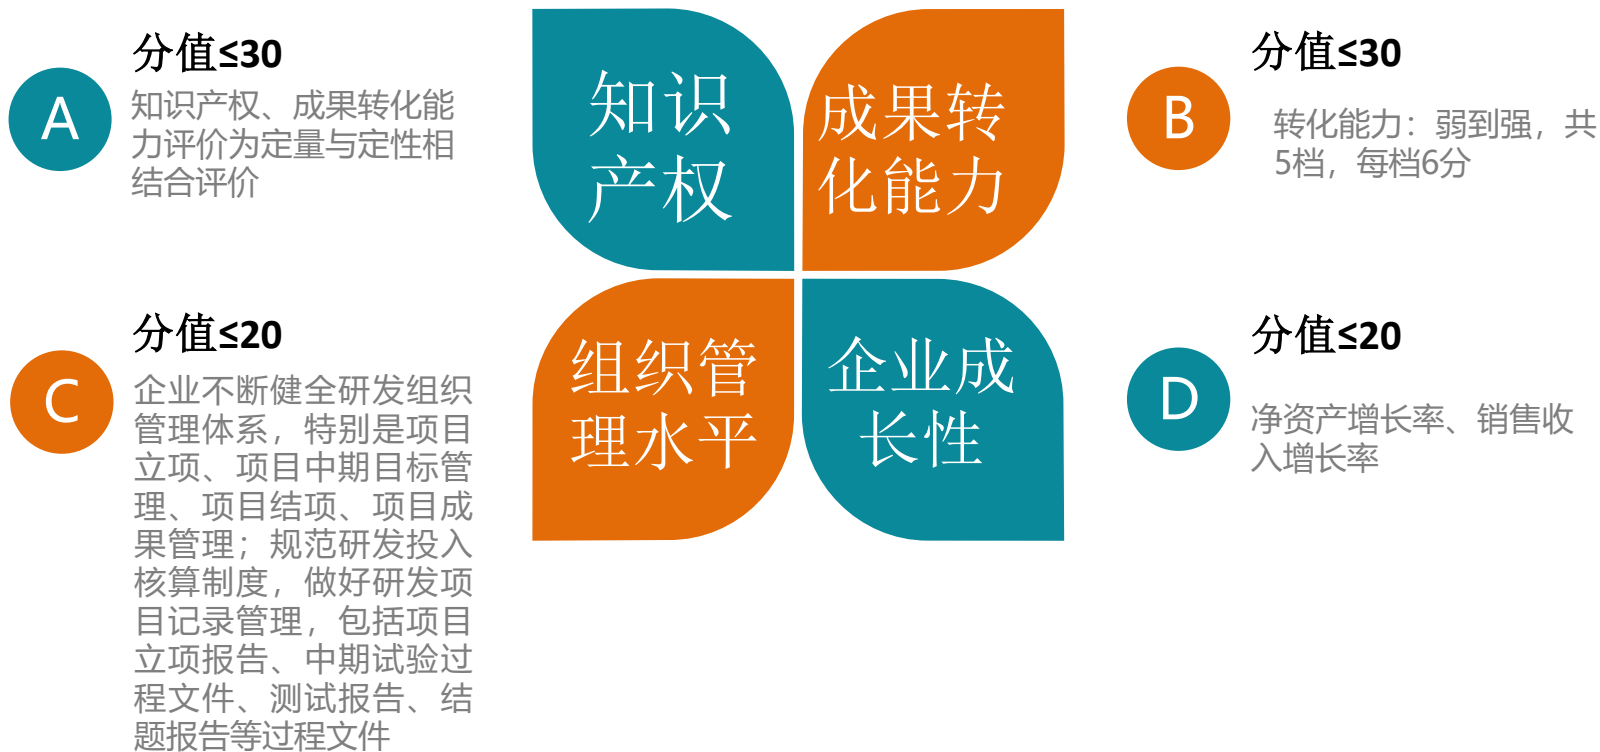 A
分值≤30
知识产权、成果转化能
力评价为定量与定性相
结合评价
知识
产权
成果转
化能力
B
分值≤30
转化能力：弱到强，共
5档，每档6分
C
分值≤20
企业不断健全研发组织
管理体系，特别是项目
立项、项目中期目标管
理、项目结项、项目成
果管理；规范研发投入
核算制度，做好研发项
目记录管理，包括项目
立项报告、中期试验过
程文件、测试报告、结
题报告等过程文件
组织管
理水平
企业成
长性
D
分值≤20
净资产增长率、销售收
入增长率